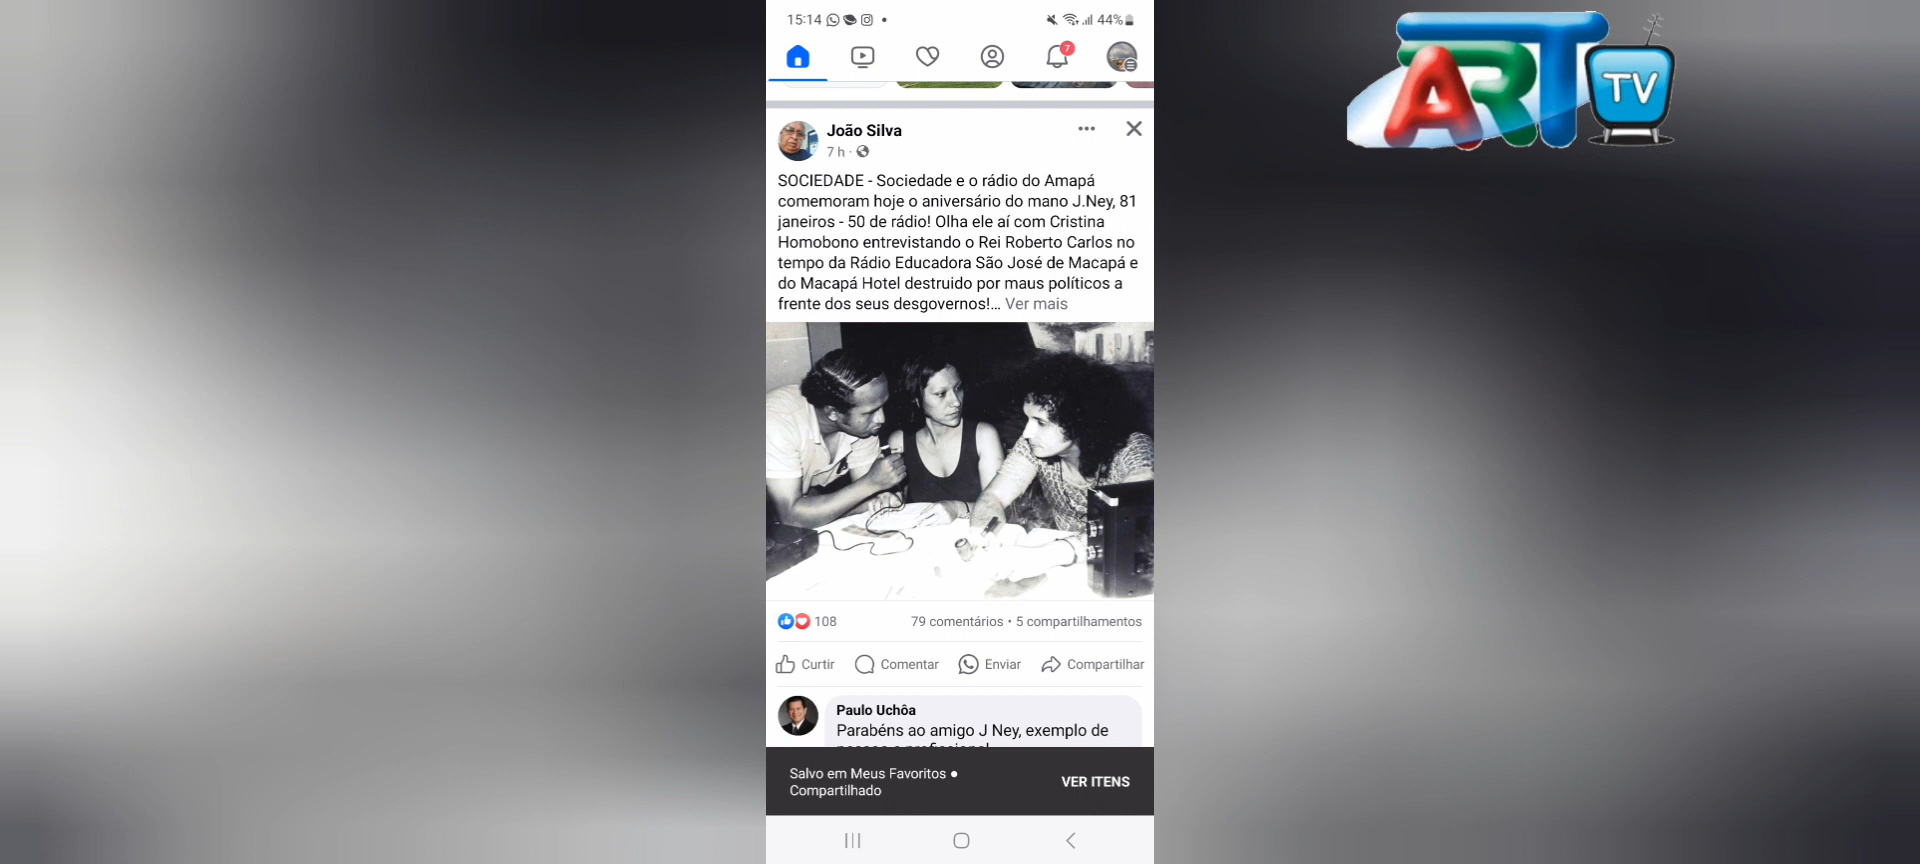 15:14
44%
7
ART
TV
João Silva
7 h ·
SOCIEDADE - Sociedade e o rádio do Amapá
comemoram hoje o aniversário do mano J.Ney, 81
janeiros - 50 de rádio! Olha ele aí com Cristina
Homobono entrevistando o Rei Roberto Carlos no
tempo da Rádio Educadora São José de Macapá e
do Macapá Hotel destruido por maus políticos a
frente dos seus desgovernos!... Ver mais
108
79 comentários • 5 compartilhamentos
Curtir Comentar Enviar Compartilhar
Paulo Uchôa
Parabéns ao amigo J Ney, exemplo de
Salvo em Meus Favoritos ●
Compartilhado
VER ITENS